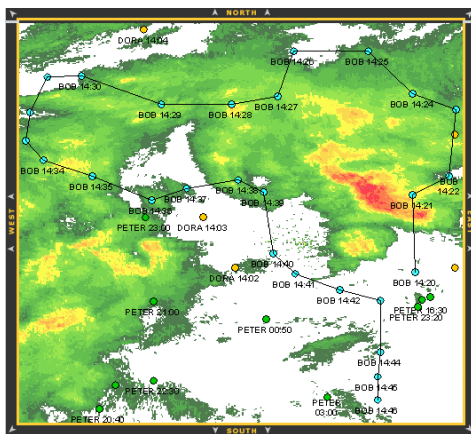 NORTH
DORA 14:04
BOB 14:26
BOB 14:25
BOB 14:30
BOB 14:24
BOB 14:27
BOB 14:29
BOB 14:28
BOB 14:34
BOB 14:35
BOB 14:22
BOB 14:38
BOB 14:37
BOB 14:39
BOB 14:21
BOB 14:36
WEST
EAST
PETER 23:00
DORA 14:03
BOB 14:40
DORA 14:02
BOB 14:41
BOB 14:20
BOB 14:42
PETER 21:00
PETER 16:30
PETER 23:20
PETER 00:50
BOB 14:44
PETER 22:30
BOB 14:45
PETER
03:00
BOB 14:46
PETER 20:40
SOUTH